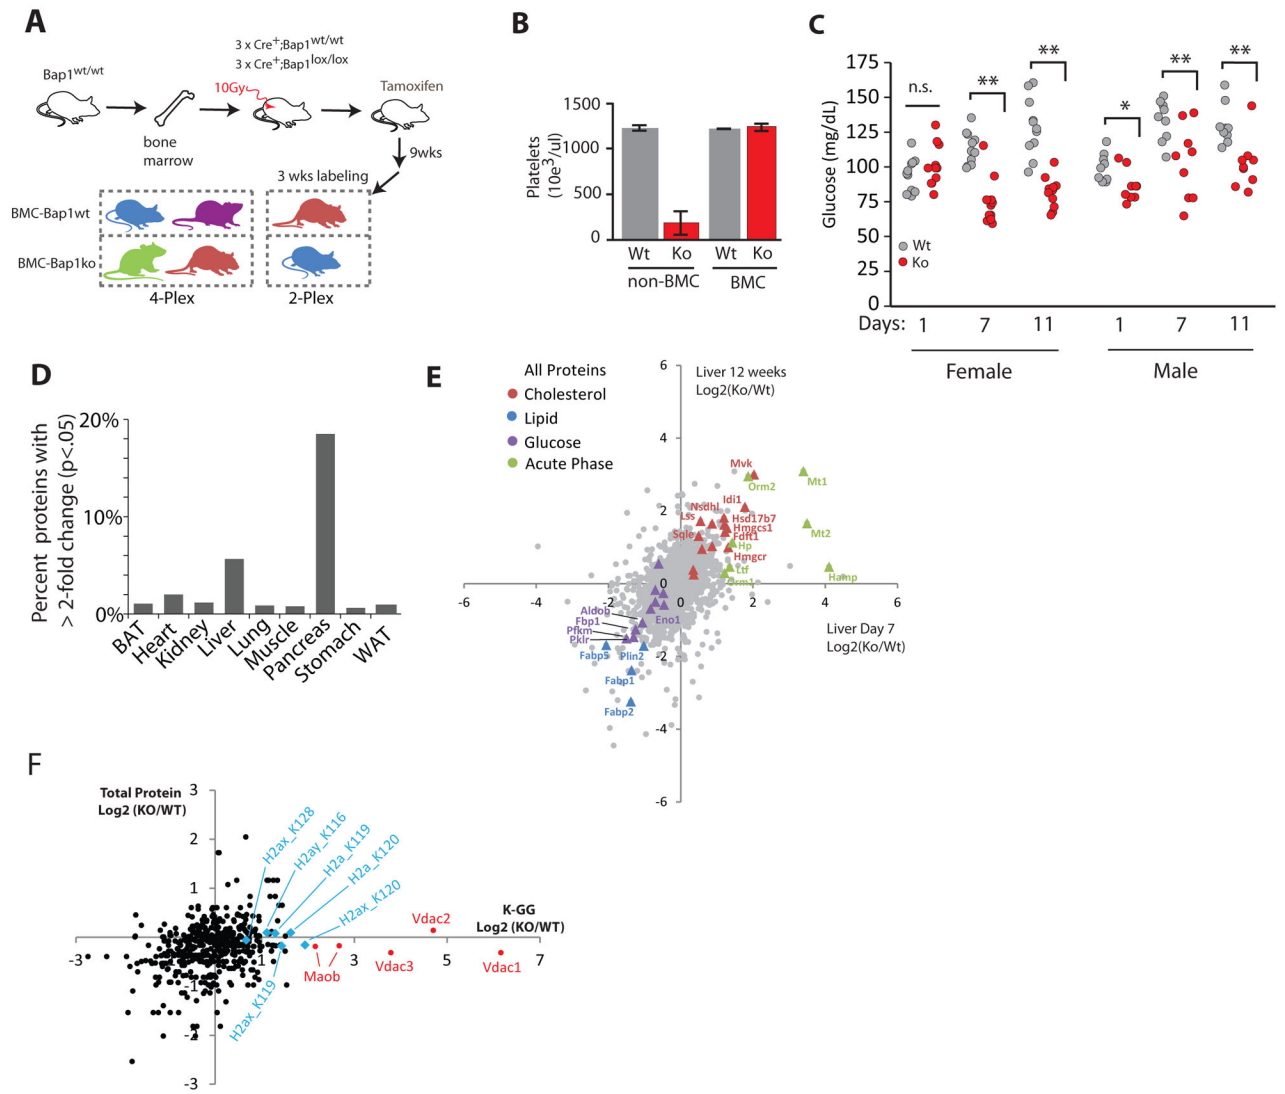 A
3 x Cre+;Bap1wt/wt
3 x Cre+;Bap1lox/lox
Bap1wt/wt
10Gy
Tamoxifen
bone
marrow
9wks
3 wks labeling
BMC-Bap1wt
BMC-Bap1ko
4-Plex
2-Plex
B
Platelets
(10e3/ul)
1500
1000
500
0
Wt
Ko
Wt
Ko
non-BMC
BMC
C
Glucose (mg/dL)
175
150
125
100
75
50
25
0
n.s.
**
**
*
**
**
Wt
Ko
Days:
1
7
11
1
7
11
Female
Male
D
Percent proteins with
> 2-fold change (p<.05)
20%
10%
0%
BAT
Heart
Kidney
Liver
Lung
Muscle
Pancreas
Stomach
WAT
E
All Proteins
Cholesterol
Lipid
Glucose
Acute Phase
Liver 12 weeks
Log2(Ko/Wt)
6
4
2
0
-2
-4
-6
-6
-4
-2
0
2
4
6
Liver Day 7
Log2(Ko/Wt)
Mvk
Orm2
Mt1
Idi1
Nsdhl
Lss
Hsd17b7
Hmgcs1
Sqle
Fdft1
Mt2
Hp
Hmgcr
Ltf
Orm1
Hamp
Aldob
Fbp1
Eno1
Pfkm
Pklr
Fabp5
Plin2
Fabp1
Fabp2
F
Total Protein
Log2 (KO/WT)
3
2
1
-1
-2
-3
-3
1
3
5
7
K-GG
Log2 (KO/WT)
H2ax_K128
H2ay_K116
H2a_K119
H2a_K120
H2ax_K120
H2ax_K119
Vdac2
Maob
Vdac3
Vdac1